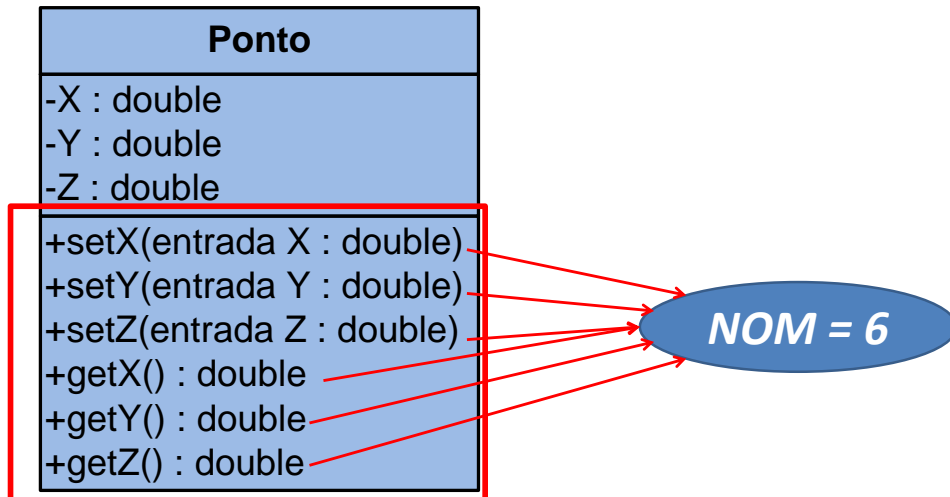 Ponto
-X : double
-Y : double
-Z : double
+setX(entrada X : double)
+setY(entrada Y : double)
+setZ(entrada Z : double)
+getX() : double
+getY() : double
+getZ() : double
NOM = 6